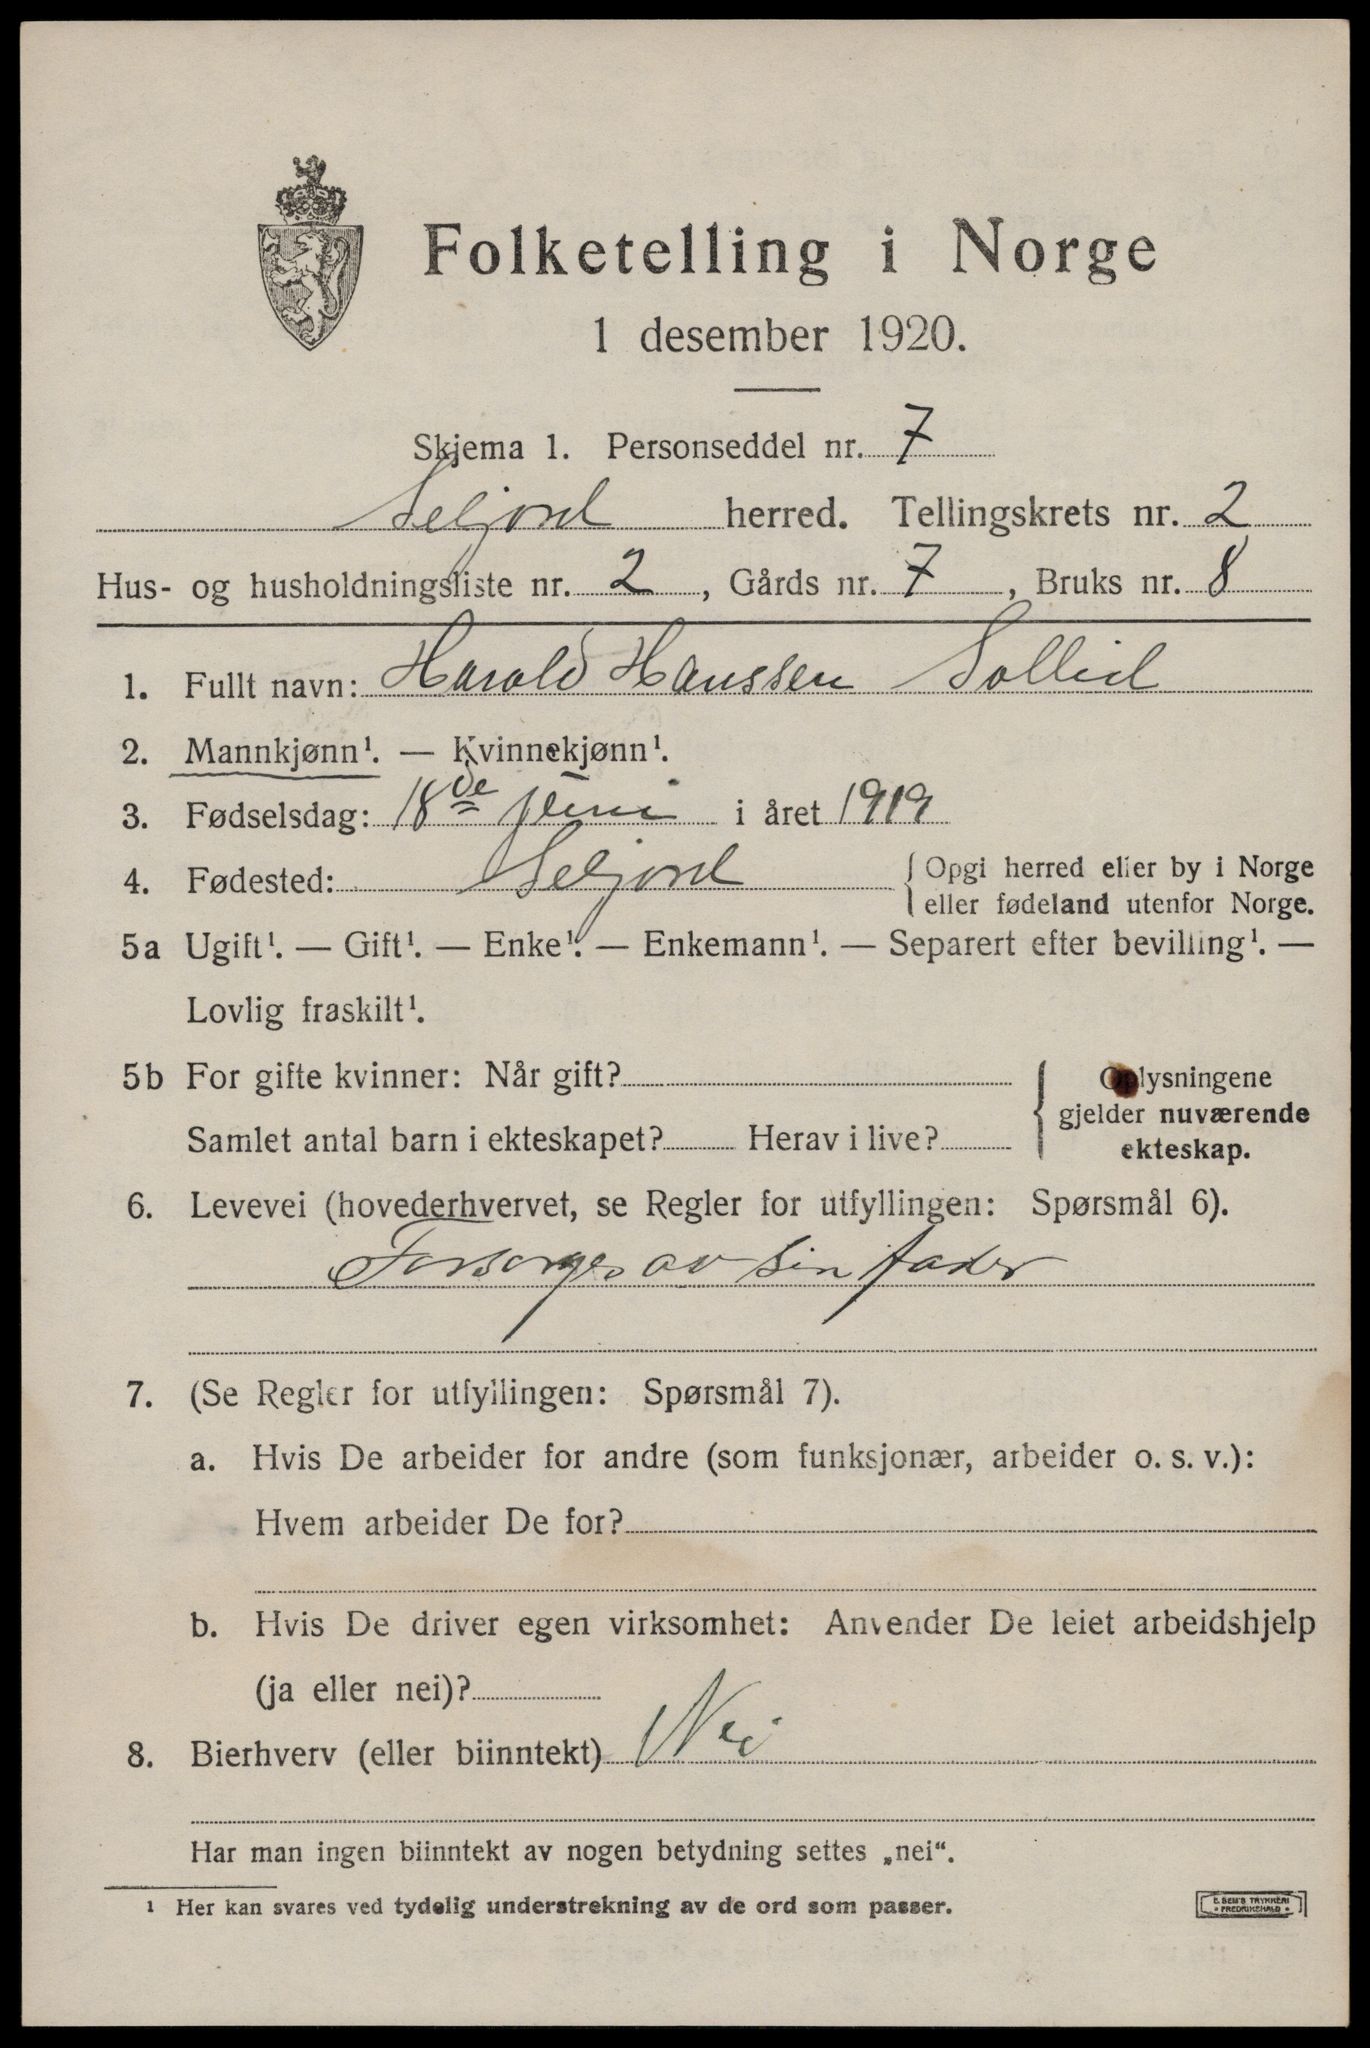 Folketelling i Norge
1 desember 1920.
Skjema 1. Personseddel nr. 7
Seljord herred. Tellingskrets nr. 2
Hus- og husholdningsliste nr. 2, Gårds nr. 7, Bruks nr. 8
1. Fullt navn: Harald Hanssen Sollid
2. Mannkjønn¹. — Kvinnekjønn¹.
3. Fødselsdag: 18de juni i året 1919
4. Fødested: Seljord { Opgi herred eller by i Norge
eller fødeland utenfor Norge.
5a Ugift¹. — Gift¹. — Enke¹. — Enkemann¹. — Separert efter bevilling¹. —
Lovlig fraskilt¹.
5b For gifte kvinner: Når gift? { Oplysningene
gjelder nuværende
Samlet antal barn i ekteskapet? Herav i live? ekteskap.
6. Levevei (hovederhvervet, se Regler for utfyllingen: Spørsmål 6).
Forsørges av sin fader
7. (Se Regler for utfyllingen: Spørsmål 7).
a. Hvis De arbeider for andre (som funksjonær, arbeider o. s. v.):
Hvem arbeider De for?
b. Hvis De driver egen virksomhet: Anvender De leiet arbeidshjelp
(ja eller nei)?
8. Bierhverv (eller biinntekt) Nei
Har man ingen biinntekt av nogen betydning settes „nei“.
¹ Her kan svares ved tydelig understrekning av de ord som passer.
E. SEM'S TRYKKERI
FREDRIKSHALD